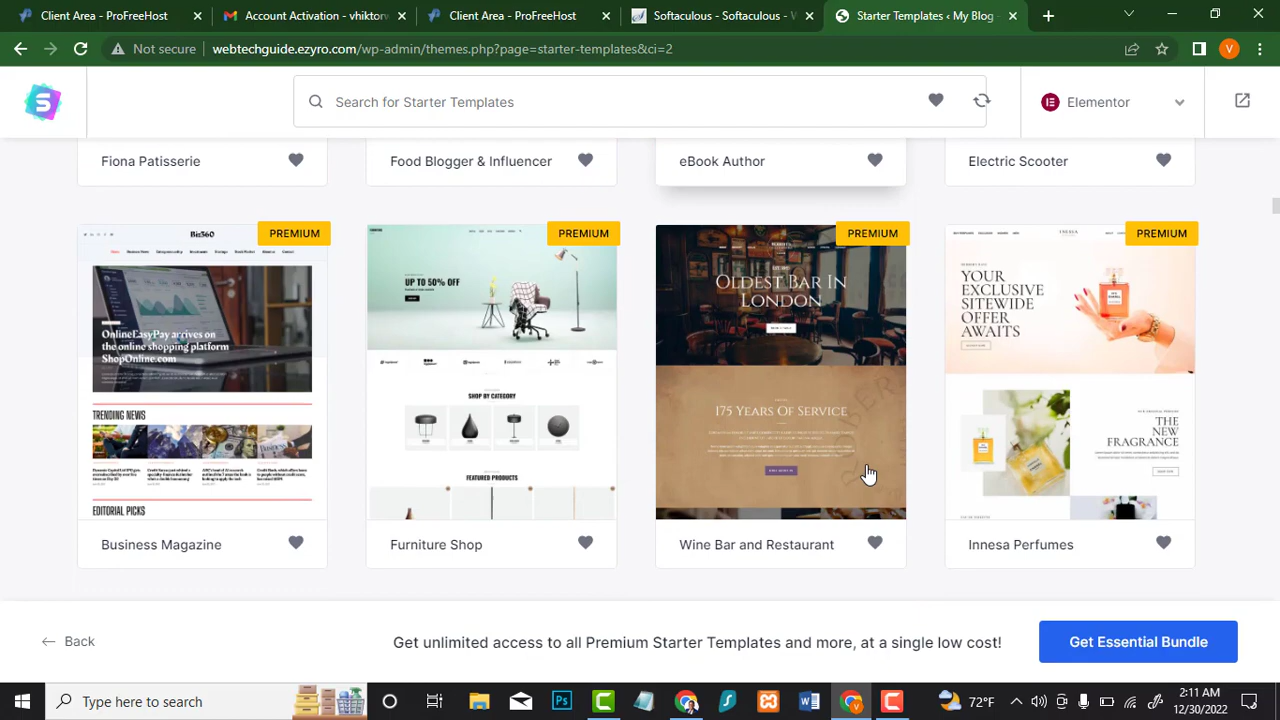 Client Area - ProFreeHost
Account Activation - vhiktorw
Client Area - ProFreeHost
Softaculous - Softaculous - W
Starter Templates ‹ My Blog -
Not secure
webtechguide.ezyro.com/wp-admin/themes.php?page=starter-templates&ci=2
V
S
Search for Starter Templates
Elementor
Fiona Patisserie
Food Blogger & Influencer
eBook Author
Electric Scooter
PREMIUM
PREMIUM
PREMIUM
PREMIUM
Biz360
OnlineEasyPay arrives on
the online shopping platform
ShopOnline.com
TRENDING NEWS
EDITORIAL PICKS
UP TO 50% OFF
SHOP BY CATEGORY
FEATURED PRODUCTS
OLDEST BAR IN
LONDON
175 YEARS OF SERVICE
YOUR
EXCLUSIVE
SITEWIDE
OFFER
AWAITS
THE
NEW
FRAGRANCE
Business Magazine
Furniture Shop
Wine Bar and Restaurant
Innesa Perfumes
Back
Get unlimited access to all Premium Starter Templates and more, at a single low cost!
Get Essential Bundle
Type here to search
72°F
2:11 AM
12/30/2022